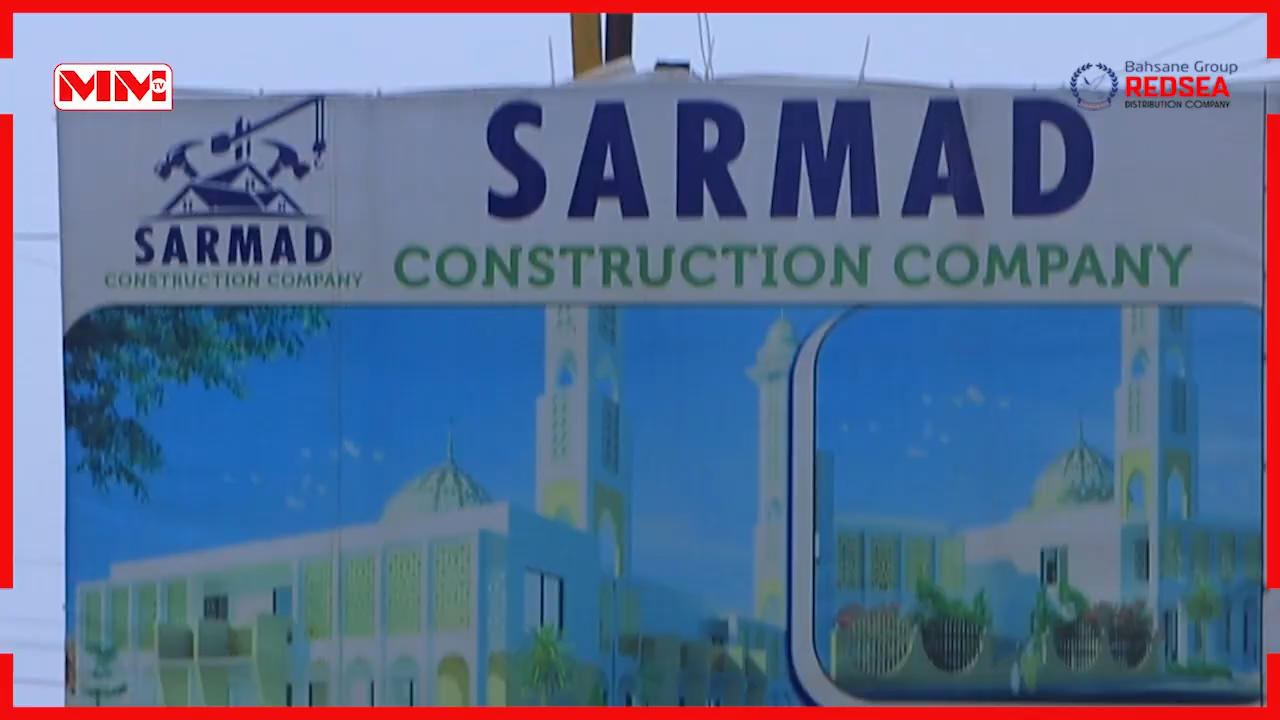 MM TV
Bahsane Group
REDSEA
DISTRIBUTION COMPANY
SARMAD
CONSTRUCTION COMPANY
SARMAD
CONSTRUCTION COMPANY